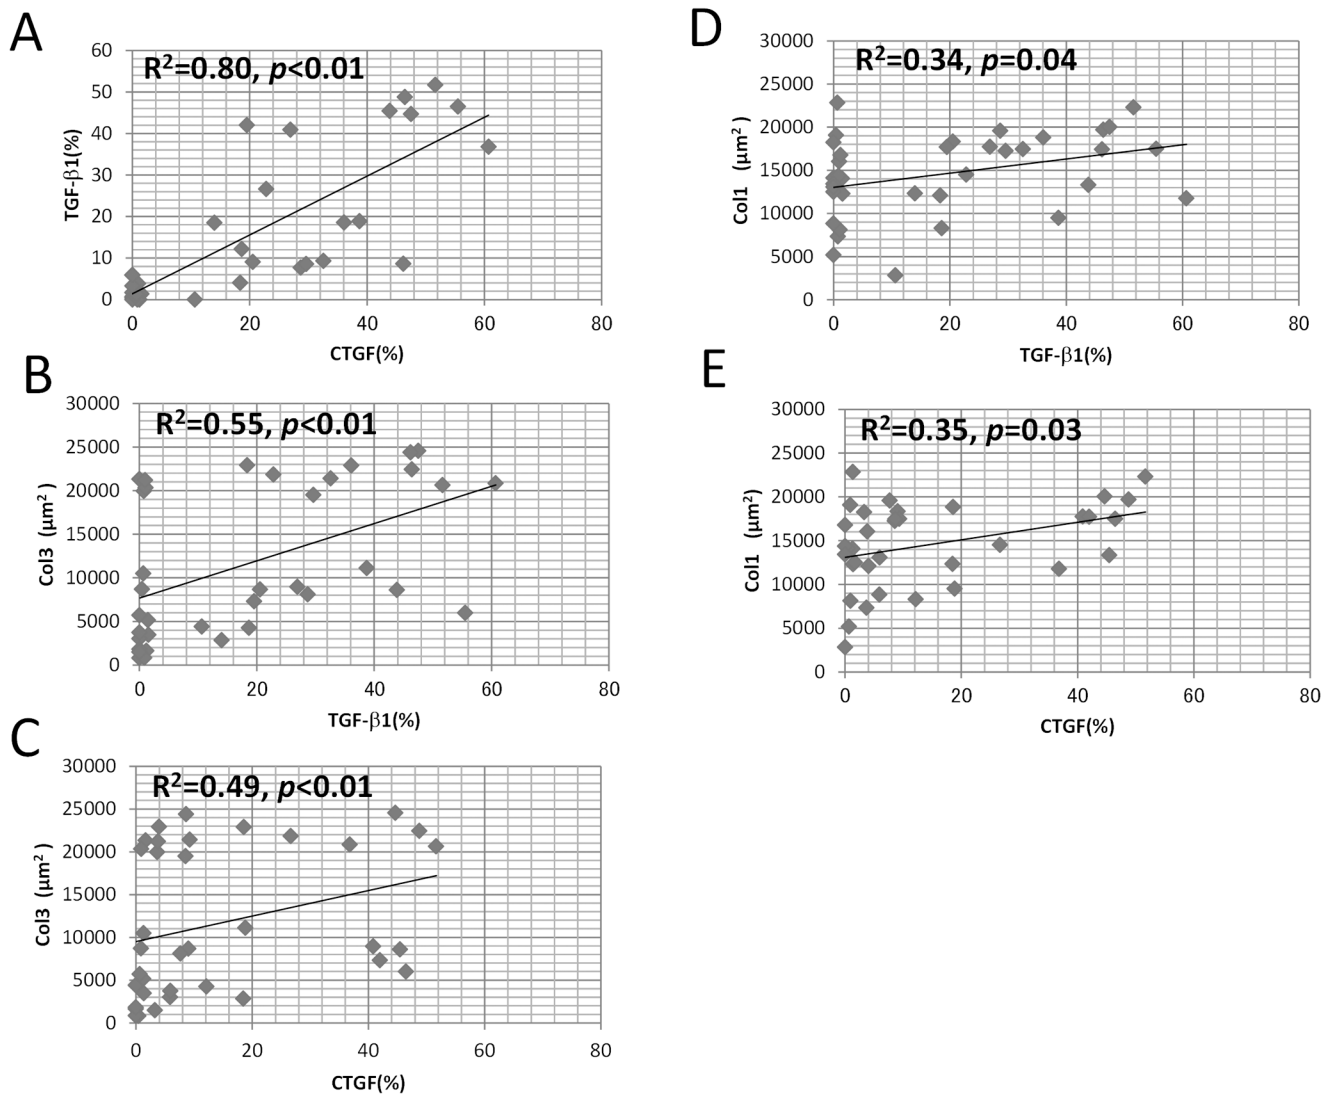 A
R²=0.80, p<0.01
TGF-β1(%)
60
50
40
30
20
10
0
0 20 40 60 80
CTGF(%)
B
R²=0.55, p<0.01
Col3 (µm²)
30000
25000
20000
15000
10000
5000
0
0 20 40 60 80
TGF-β1(%)
C
R²=0.49, p<0.01
Col3 (µm²)
30000
25000
20000
15000
10000
5000
0
0 20 40 60 80
CTGF(%)
D
R²=0.34, p=0.04
Col1 (µm²)
30000
25000
20000
15000
10000
5000
0
0 20 40 60 80
TGF-β1(%)
E
R²=0.35, p=0.03
Col1 (µm²)
30000
25000
20000
15000
10000
5000
0
0 20 40 60 80
CTGF(%)